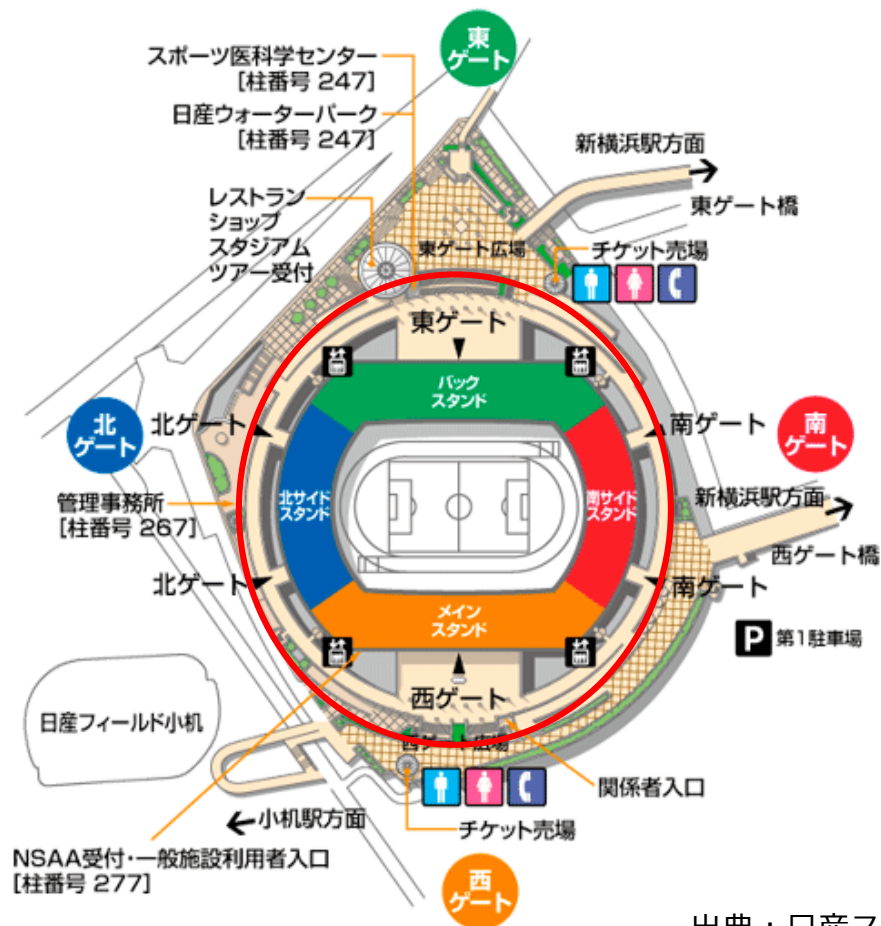 東
ゲート
スポーツ医科学センター
[柱番号 247]
日産ウォーターパーク
[柱番号 247]
新横浜駅方面
東ゲート橋
レストラン
ショップ
スタジアム
ツアー受付
東ゲート広場
チケット売場
東ゲート
バック
スタンド
北
ゲート
北ゲート
南ゲート
南
ゲート
北サイド
スタンド
南サイド
スタンド
管理事務所
[柱番号 267]
新横浜駅方面
西ゲート橋
北ゲート
南ゲート
メイン
スタンド
P 第1駐車場
西ゲート
日産フィールド小机
西ゲート広場
関係者入口
小机駅方面
チケット売場
NSAA受付・一般施設利用者入口
[柱番号 277]
西
ゲート